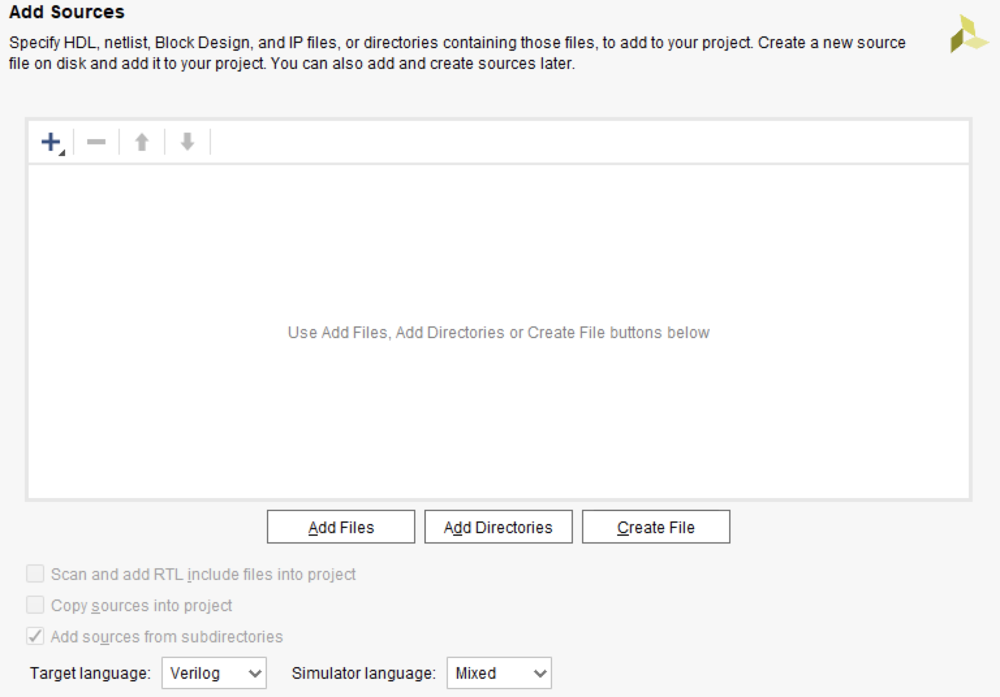 Add Sources
Specify HDL, netlist, Block Design, and IP files, or directories containing those files, to add to your project. Create a new source
file on disk and add it to your project. You can also add and create sources later.
Use Add Files, Add Directories or Create File buttons below
Add Files
Add Directories
Create File
Scan and add RTL include files into project
Copy sources into project
Add sources from subdirectories
Target language: Verilog Simulator language: Mixed